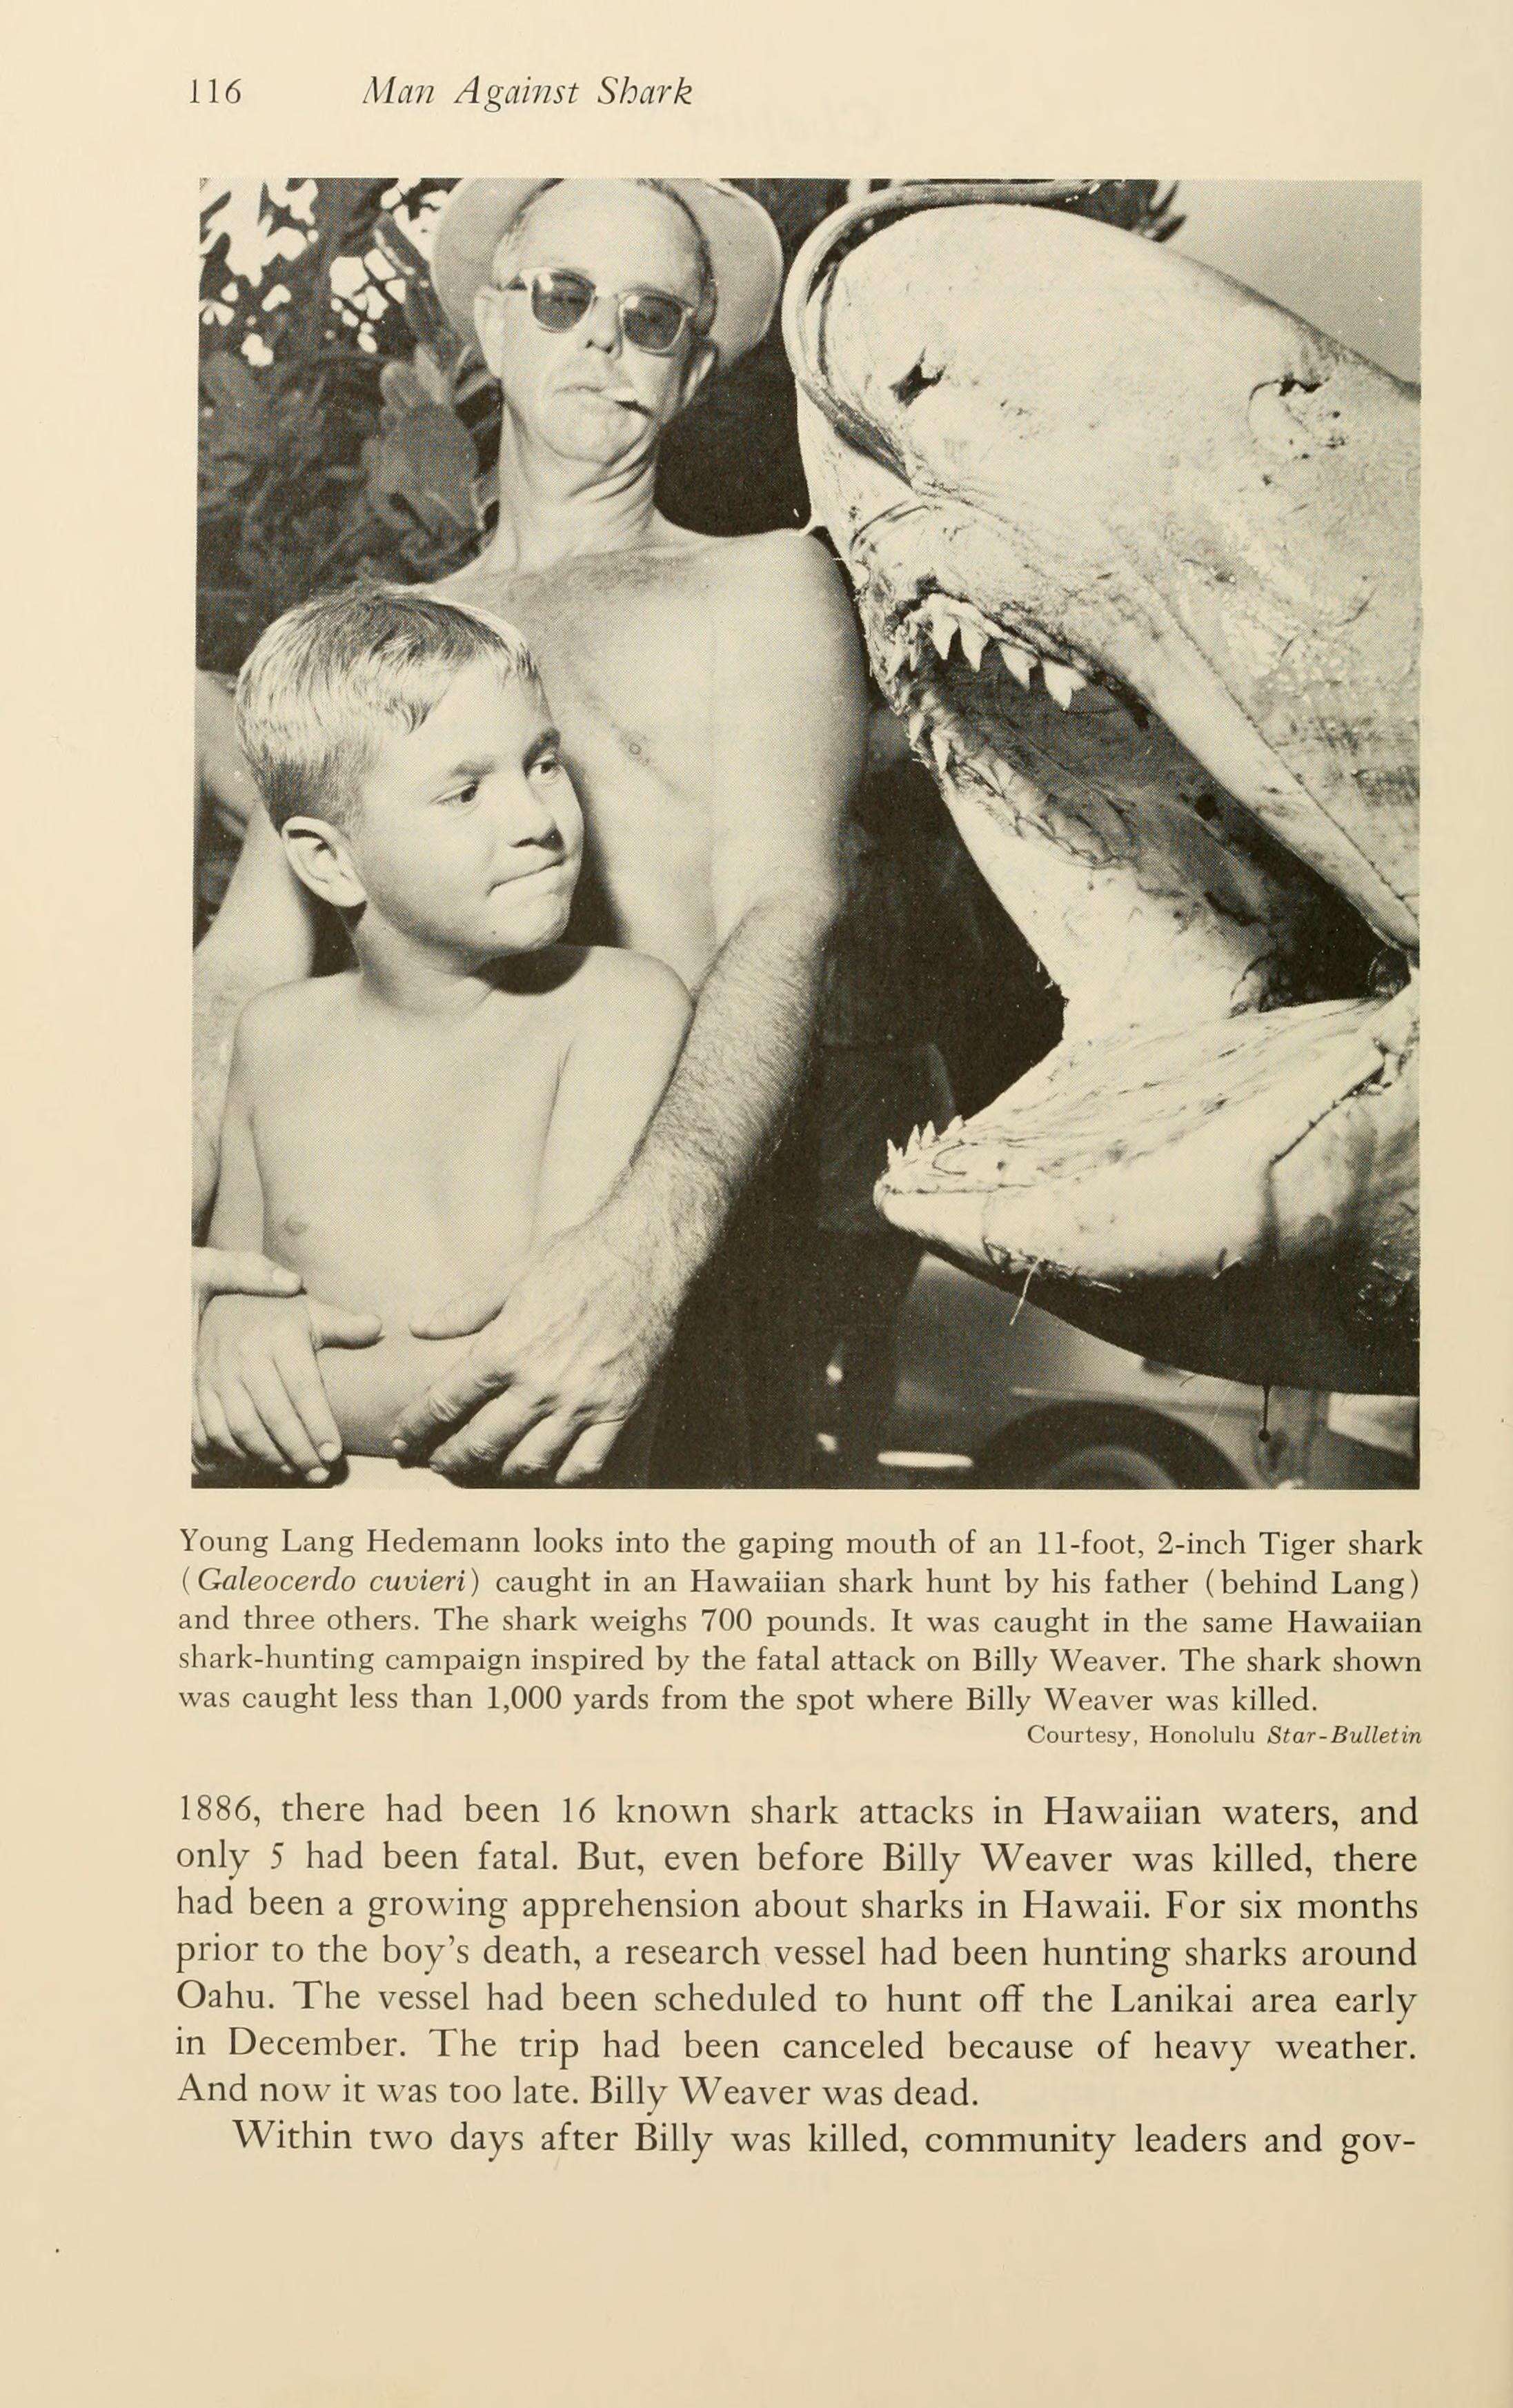 116 Man Against Shark
Young Lang Hedemann looks into the gaping mouth of an 11-foot, 2-inch Tiger shark
(Galeocerdo cuvieri) caught in an Hawaiian shark hunt by his father (behind Lang)
and three others. The shark weighs 700 pounds. It was caught in the same Hawaiian
shark-hunting campaign inspired by the fatal attack on Billy Weaver. The shark shown
was caught less than 1,000 yards from the spot where Billy Weaver was killed.
Courtesy, Honolulu Star-Bulletin
1886, there had been 16 known shark attacks in Hawaiian waters, and
only 5 had been fatal. But, even before Billy Weaver was killed, there
had been a growing apprehension about sharks in Hawaii. For six months
prior to the boy's death, a research vessel had been hunting sharks around
Oahu. The vessel had been scheduled to hunt off the Lanikai area early
in December. The trip had been canceled because of heavy weather.
And now it was too late. Billy Weaver was dead.
Within two days after Billy was killed, community leaders and gov-